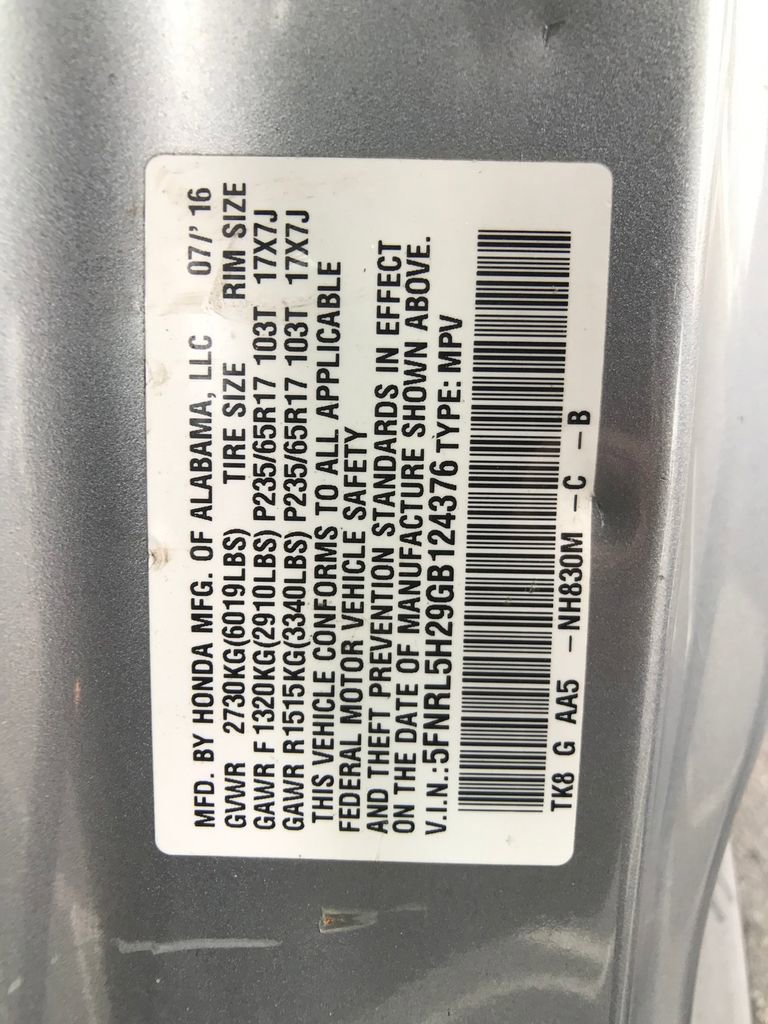 MFD. BY HONDA MFG. OF ALABAMA, LLC 07/' 16
GVWR 2730KG(6019LBS) TIRE SIZE RIM SIZE
GAWR F 1320KG(2910LBS) P235/65R17 103T 17X7J
GAWR R1515KG(3340LBS) P235/65R17 103T 17X7J
THIS VEHICLE CONFORMS TO ALL APPLICABLE
FEDERAL MOTOR VEHICLE SAFETY
AND THEFT PREVENTION STANDARDS IN EFFECT
ON THE DATE OF MANUFACTURE SHOWN ABOVE.
V.I.N.:5FNRL5H29GB124376 TYPE: MPV
TK8 G AA5 -NH830M -C -B